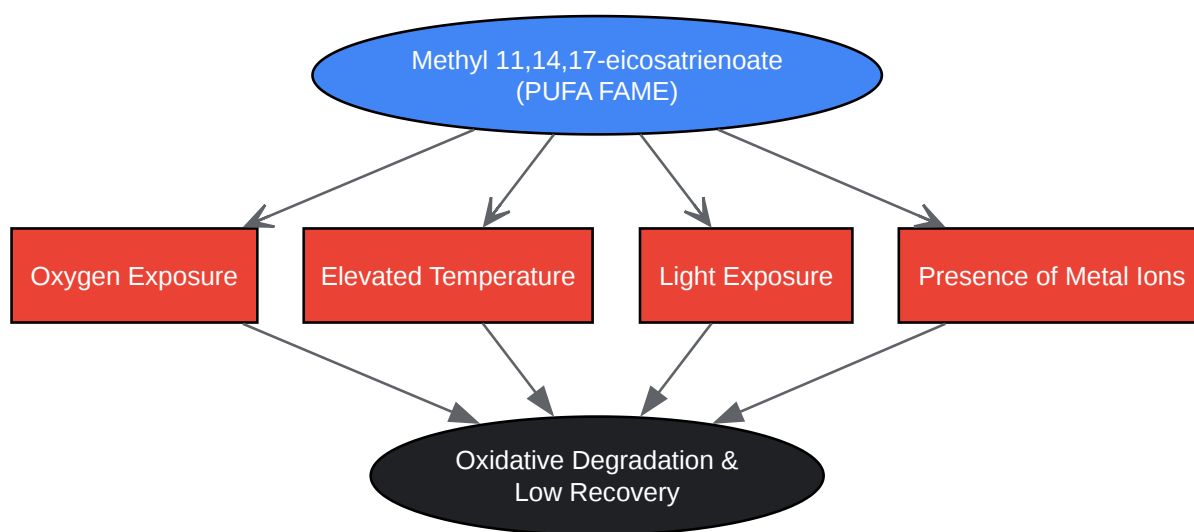 Methyl 11,14,17-eicosatrienoate
(PUFA FAME)
Oxygen Exposure
Elevated Temperature
Light Exposure
Presence of Metal Ions
Oxidative Degradation &
Low Recovery